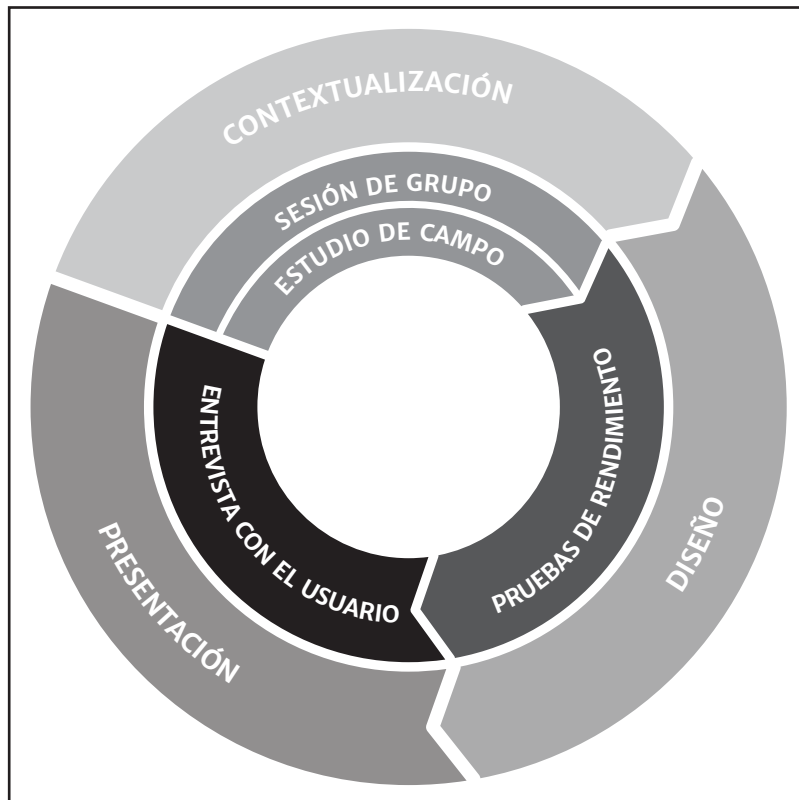 CONTEXTUALIZACIÓN
SESIÓN DE GRUPO
ESTUDIO DE CAMPO
PRUEBAS DE RENDIMIENTO
DISEÑO
ENTREVISTA CON EL USUARIO
PRESENTACIÓN